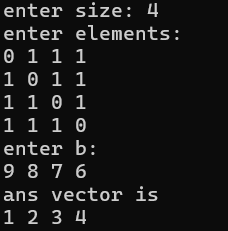 enter size: 4
enter elements:
0 1 1 1
1 0 1 1
1 1 0 1
1 1 1 0
enter b:
9 8 7 6
ans vector is
1 2 3 4